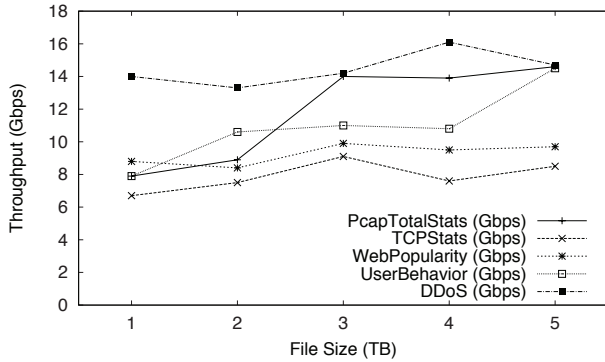 18
16
14
12
10
8
6
4
2
0
Throughput (Gbps)
PcapTotalStats (Gbps)
TCPStats (Gbps)
WebPopularity (Gbps)
UserBehavior (Gbps)
DDoS (Gbps)
1 2 3 4 5
File Size (TB)